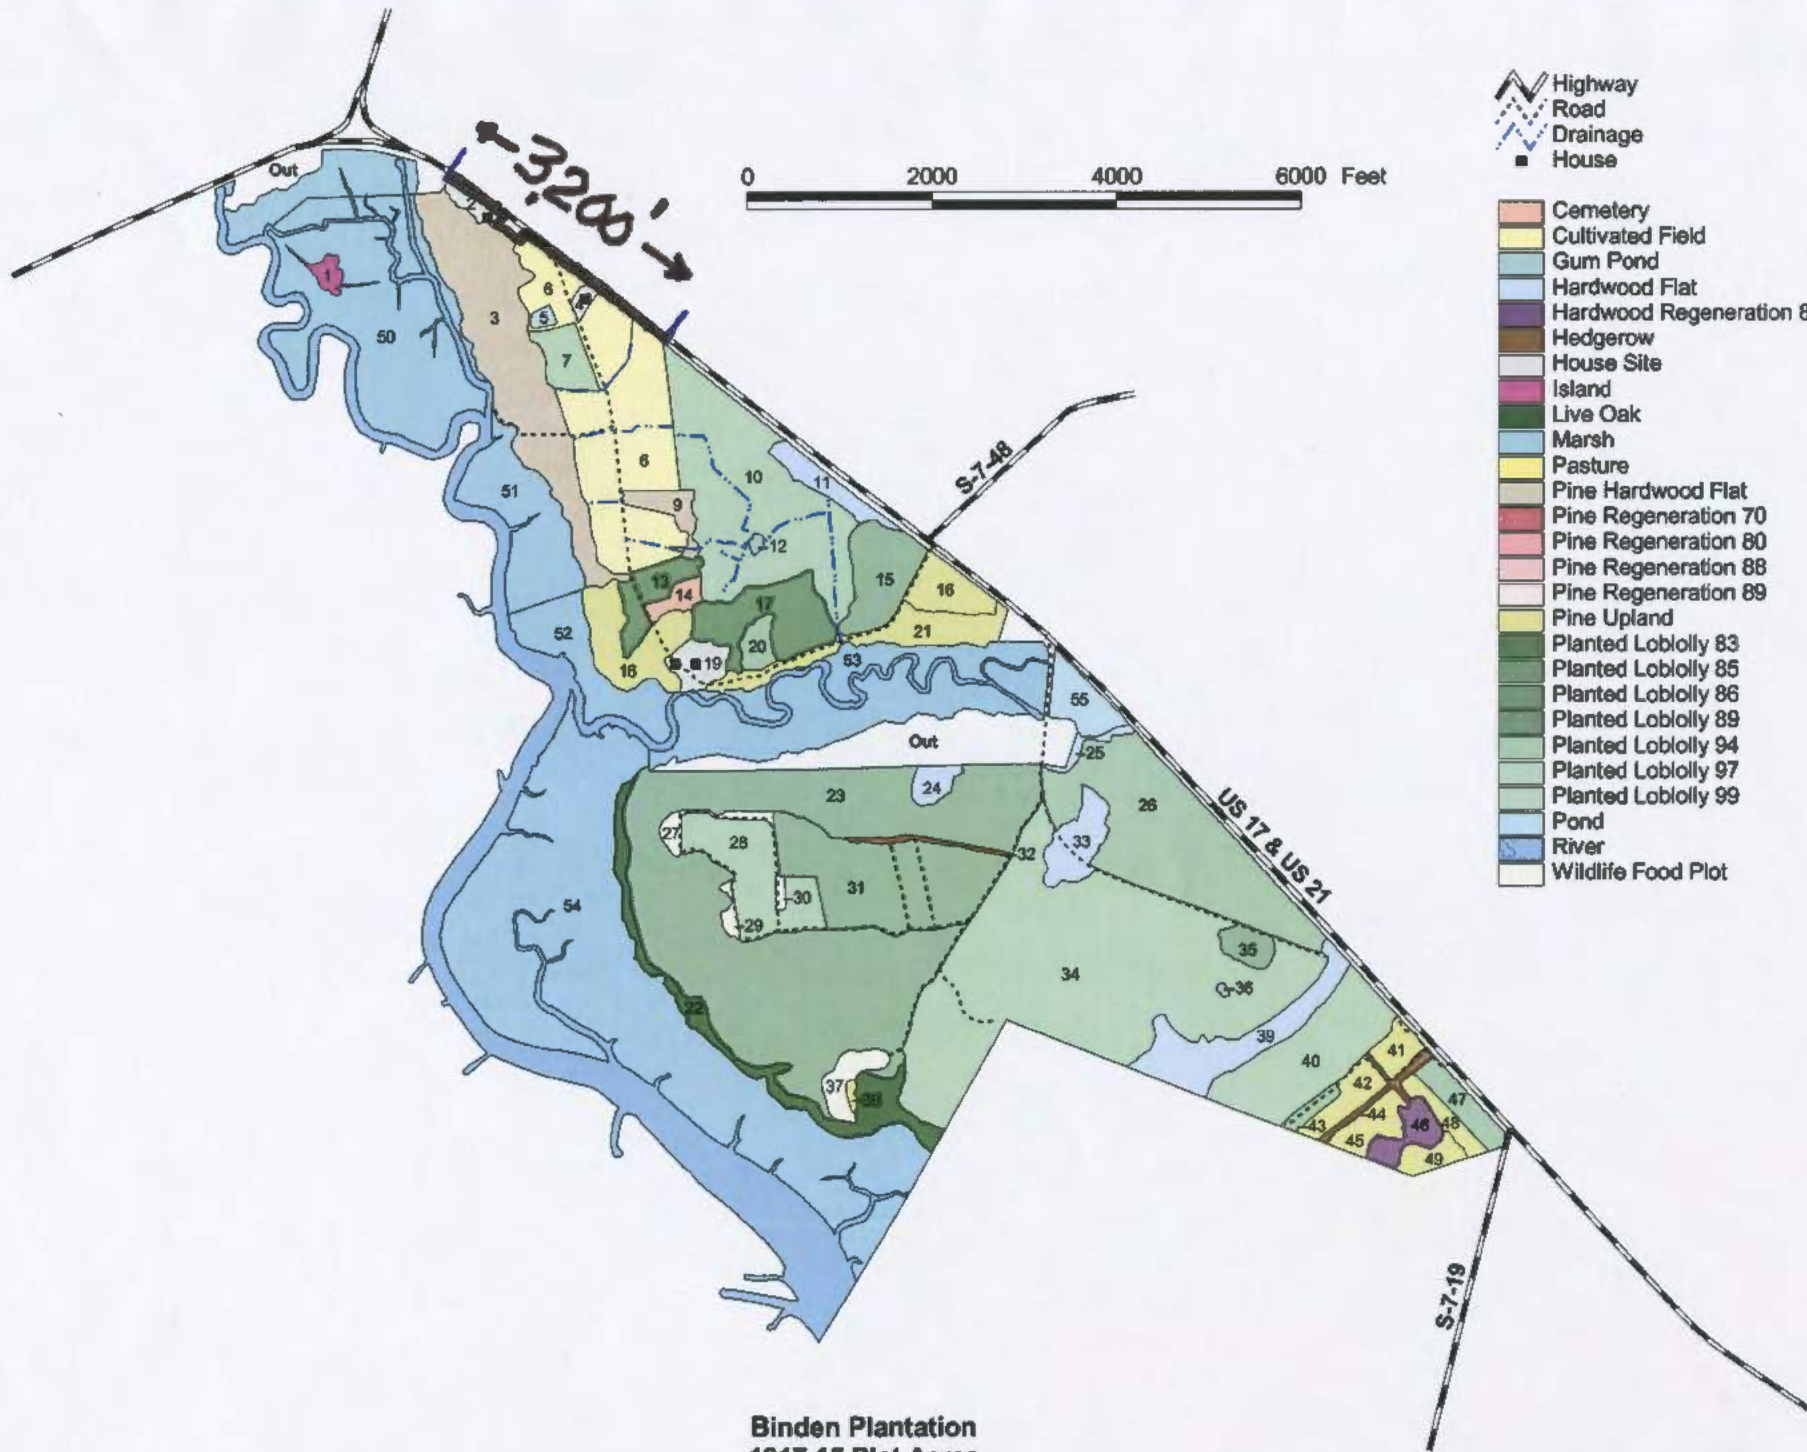 Highway
Road
Drainage
House
Cemetery
Cultivated Field
Gum Pond
Hardwood Flat
Hardwood Regeneration 8
Hedgerow
House Site
Island
Live Oak
Marsh
Pasture
Pine Hardwood Flat
Pine Regeneration 70
Pine Regeneration 80
Pine Regeneration 88
Pine Regeneration 89
Pine Upland
Planted Loblolly 83
Planted Loblolly 85
Planted Loblolly 86
Planted Loblolly 89
Planted Loblolly 94
Planted Loblolly 97
Planted Loblolly 99
Pond
River
Wildlife Food Plot
3,200'
0 2000 4000 6000 Feet
Out
2
1
3
6
5
7
50
6
10
11
S-7-48
51
9
12
13
14
15
16
17
52
20
21
16
19
53
55
Out
25
24
23
26
US 17 & US 21
27
28
33
32
31
30
29
54
35
34
36
22
39
40
41
37
42
47
43
44
46
48
45
49
S-7-19
Binden Plantation